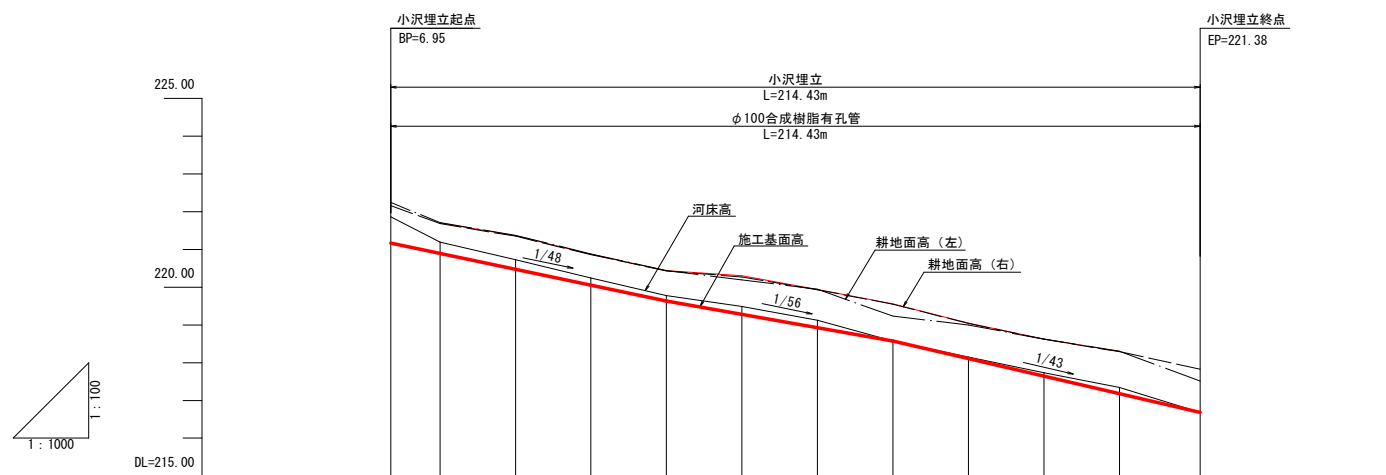 小沢埋立起点
BP=6.95
小沢埋立終点
EP=221.38
小沢埋立
L=214.43m
225.00
φ100合成樹脂有孔管
L=214.43m
河床高
施工基面高
耕地面高（左）
耕地面高（右）
1/48
220.00
1/56
1/43
1：100
1：1000
DL=215.00